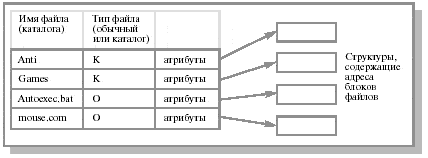 Имя файла
(каталога)
Тип файла
(обычный
или каталог)
Anti
К
атрибуты
Games
К
атрибуты
Autoexec.bat
О
атрибуты
mouse.com
О
атрибуты
Структуры,
содержащие
адреса
блоков
файлов